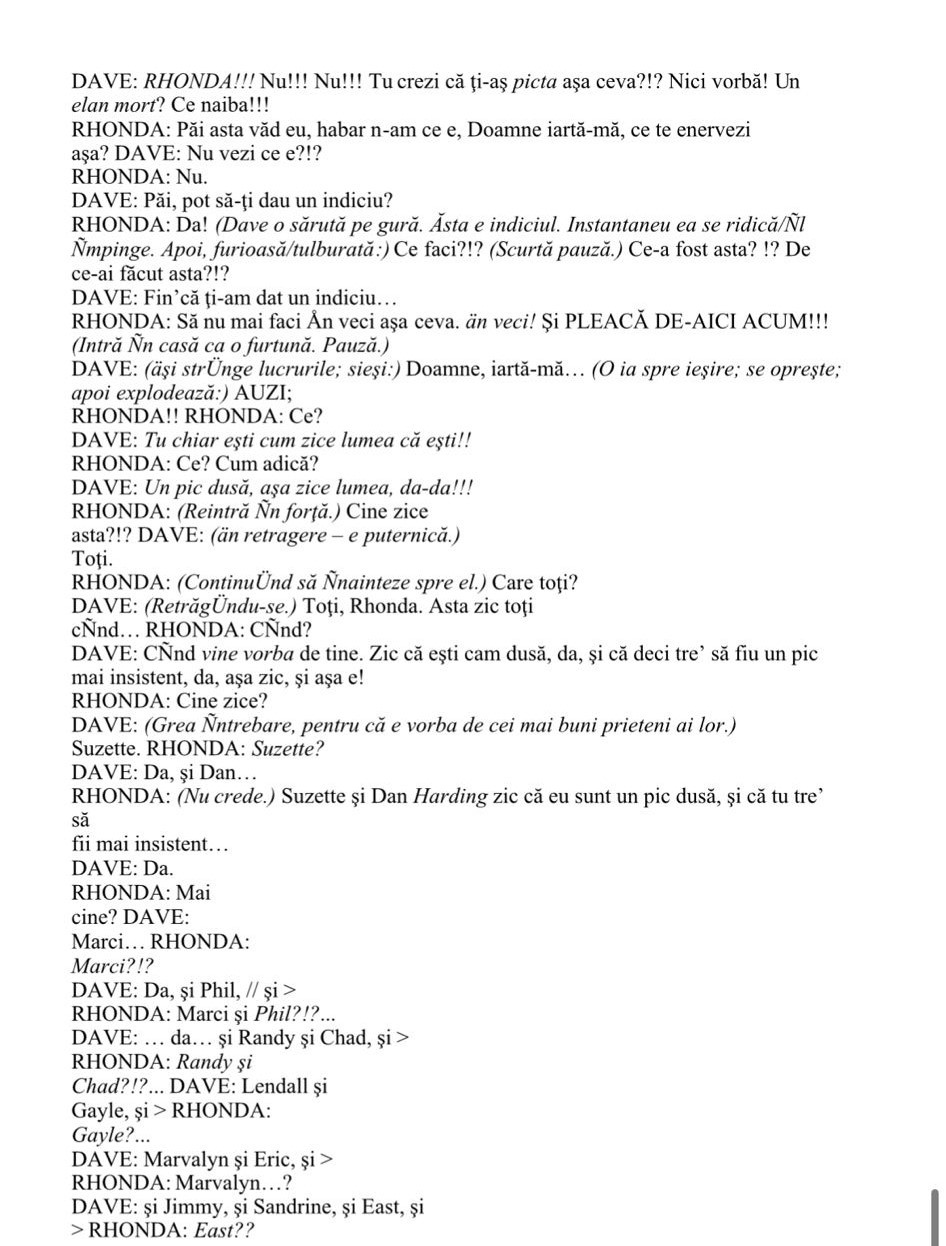 DAVE: RHONDA!!! Nu!!! Nu!!! Tu crezi că ţi-aş picta aşa ceva?!? Nici vorbă! Un
elan mort? Ce naiba!!!
RHONDA: Păi asta văd eu, habar n-am ce e, Doamne iartă-mă, ce te enervezi
aşa? DAVE: Nu vezi ce e?!?
RHONDA: Nu.
DAVE: Păi, pot să-ţi dau un indiciu?
RHONDA: Da! (Dave o sărută pe gură. Ăsta e indiciul. Instantaneu ea se ridică/Ñl
Ñmpinge. Apoi, furioasă/tulburată:) Ce faci?!? (Scurtă pauză.) Ce-a fost asta? !? De
ce-ai făcut asta?!?
DAVE: Fin’că ţi-am dat un indiciu…
RHONDA: Să nu mai faci Ån veci aşa ceva. än veci! Şi PLEACĂ DE-AICI ACUM!!!
(Intră Ñn casă ca o furtună. Pauză.)
DAVE: (äşi strÜnge lucrurile; sieşi:) Doamne, iartă-mă… (O ia spre ieşire; se opreşte;
apoi explodează:) AUZI;
RHONDA!! RHONDA: Ce?
DAVE: Tu chiar eşti cum zice lumea că eşti!!
RHONDA: Ce? Cum adică?
DAVE: Un pic dusă, aşa zice lumea, da-da!!!
RHONDA: (Reintră Ñn forţă.) Cine zice
asta?!? DAVE: (än retragere – e puternică.)
Toţi.
RHONDA: (ContinuÜnd să Ñnainteze spre el.) Care toţi?
DAVE: (RetrăgÜndu-se.) Toţi, Rhonda. Asta zic toţi
cÑnd… RHONDA: CÑnd?
DAVE: CÑnd vine vorba de tine. Zic că eşti cam dusă, da, şi că deci tre’ să fiu un pic
mai insistent, da, aşa zic, şi aşa e!
RHONDA: Cine zice?
DAVE: (Grea Ñntrebare, pentru că e vorba de cei mai buni prieteni ai lor.)
Suzette. RHONDA: Suzette?
DAVE: Da, şi Dan…
RHONDA: (Nu crede.) Suzette şi Dan Harding zic că eu sunt un pic dusă, şi că tu tre’
să
fii mai insistent…
DAVE: Da.
RHONDA: Mai
cine? DAVE:
Marci… RHONDA:
Marci?!?
DAVE: Da, şi Phil, // şi >
RHONDA: Marci şi Phil?!?...
DAVE: … da… şi Randy şi Chad, şi >
RHONDA: Randy şi
Chad?!?... DAVE: Lendall şi
Gayle, şi > RHONDA:
Gayle?...
DAVE: Marvalyn şi Eric, şi >
RHONDA: Marvalyn…?
DAVE: şi Jimmy, şi Sandrine, şi East, şi
> RHONDA: East??